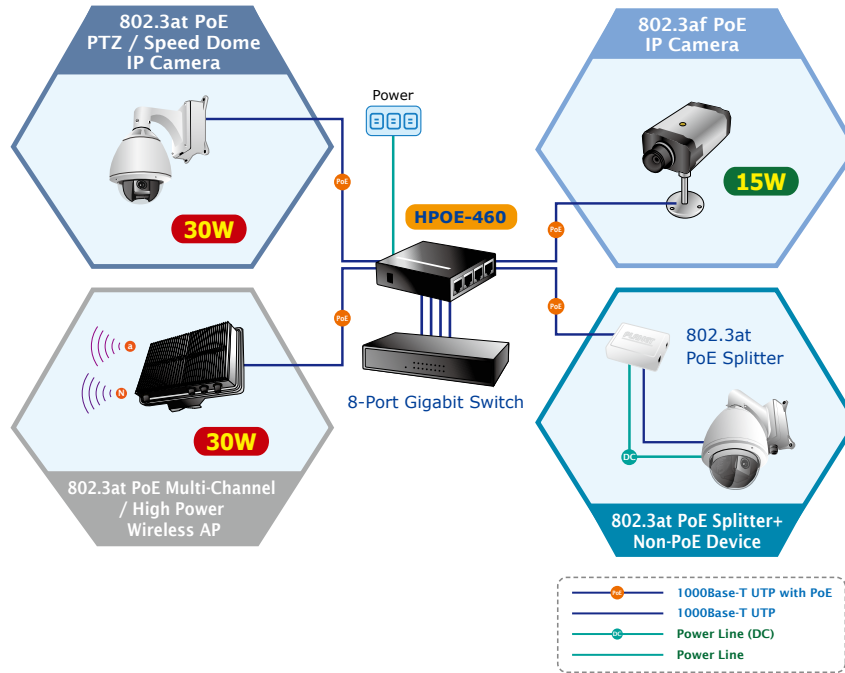 802.3at PoE
PTZ / Speed Dome
IP Camera
30W
Power
HPOE-460
8-Port Gigabit Switch
802.3af PoE
IP Camera
15W
PoE
PoE
PoE
PoE
a
N
30W
802.3at PoE Multi-Channel
/ High Power
Wireless AP
PLANET
802.3at
PoE Splitter
DC
802.3at PoE Splitter+
Non-PoE Device
PoE
1000Base-T UTP with PoE
1000Base-T UTP
DC
Power Line (DC)
Power Line